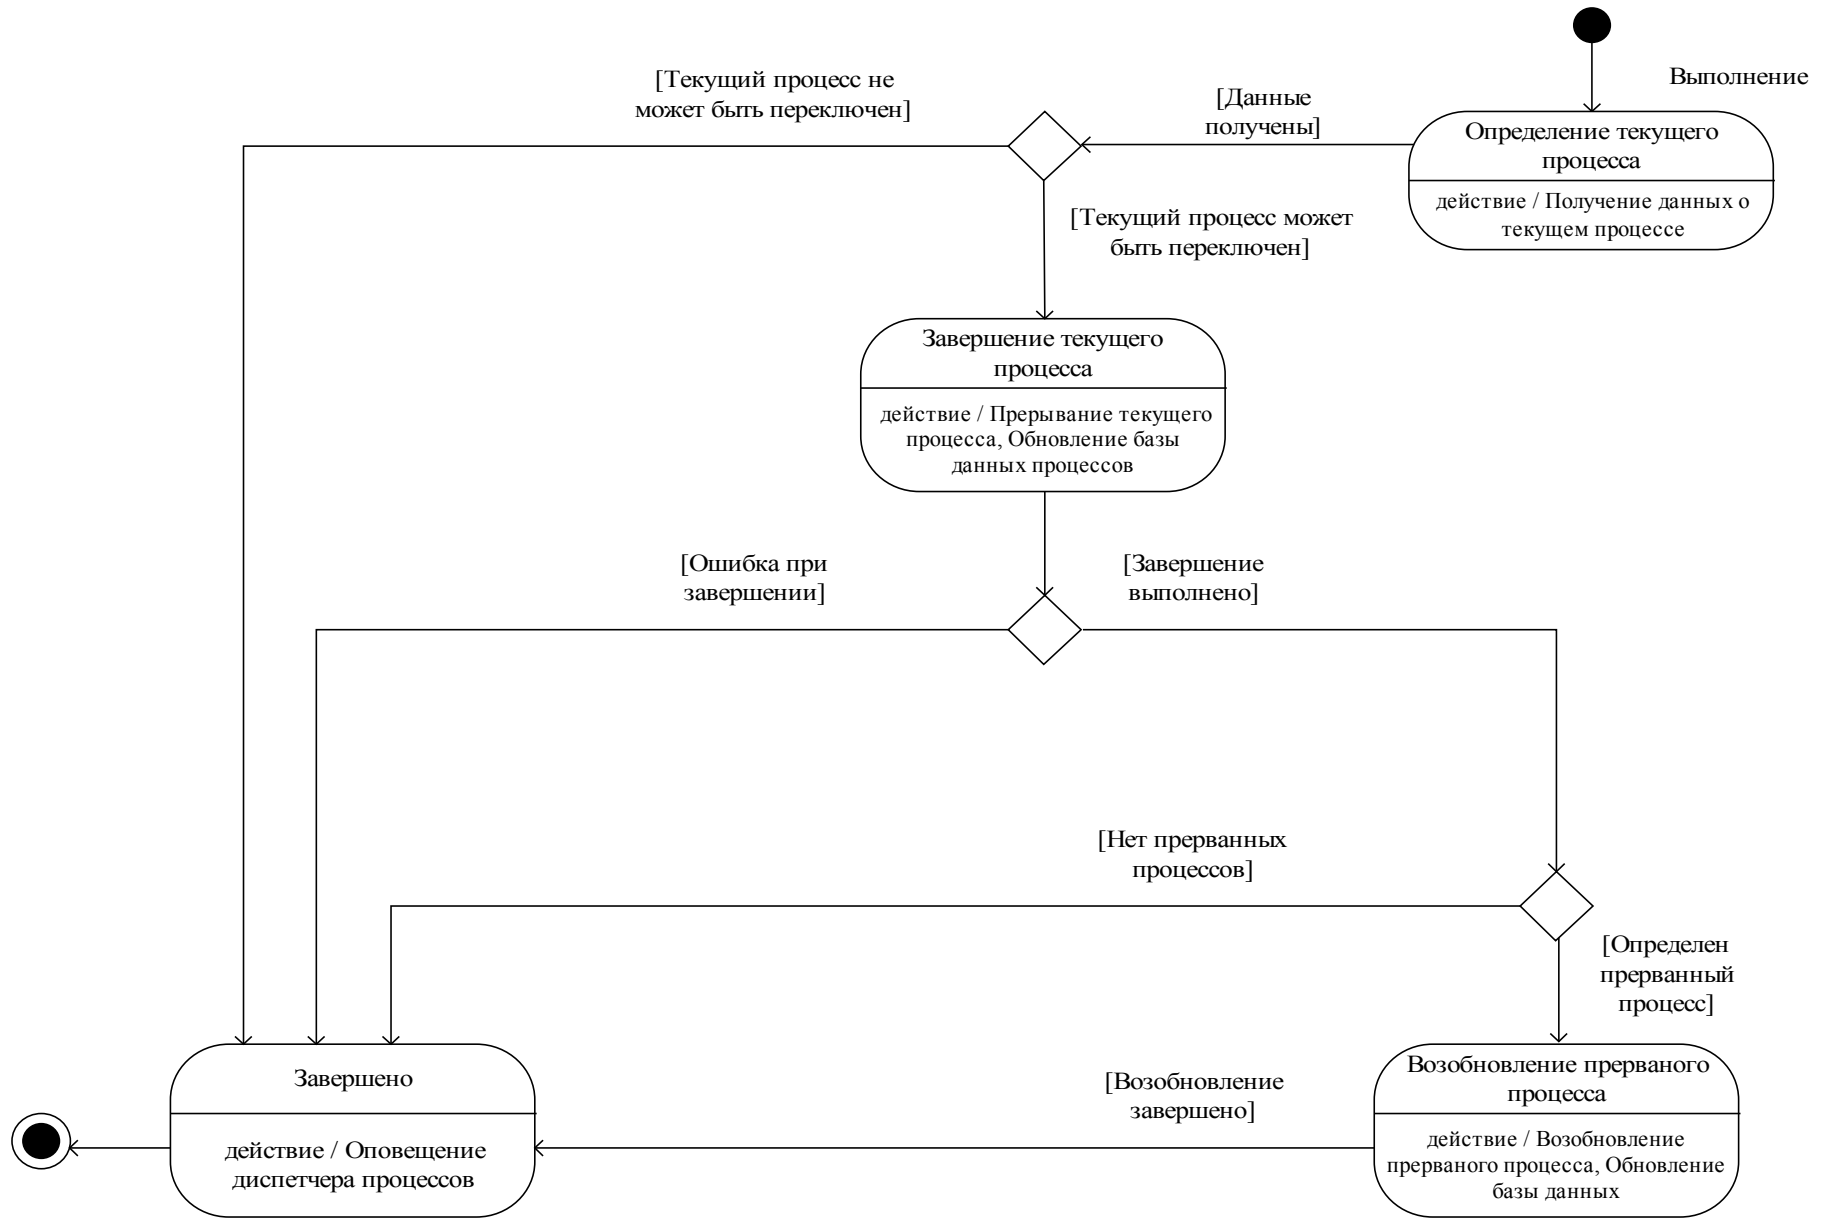 Выполнение
[Текущий процесс не
может быть переключен]
[Данные
получены]
Определение текущего
процесса
действие / Получение данных о
текущем процессе
[Текущий процесс может
быть переключен]
Завершение текущего
процесса
действие / Прерывание текущего
процесса, Обновление базы
данных процессов
[Ошибка при
завершении]
[Завершение
выполнено]
[Нет прерванных
процессов]
[Определен
прерванный
процесс]
Завершено
действие / Оповещение
диспетчера процессов
[Возобновление
завершено]
Возобновление прерваного
процесса
действие / Возобновление
прерваного процесса, Обновление
базы данных